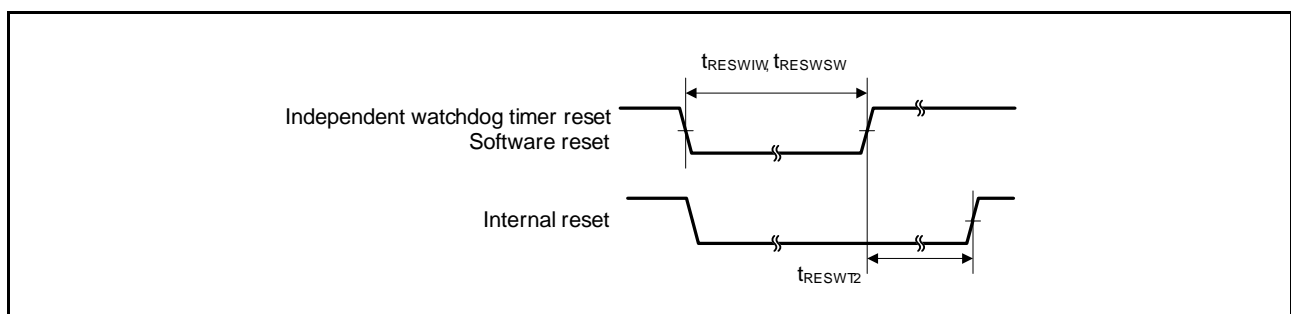 tRESWIW, tRESWSW
Independent watchdog timer reset
Software reset
Internal reset
tRESWT2